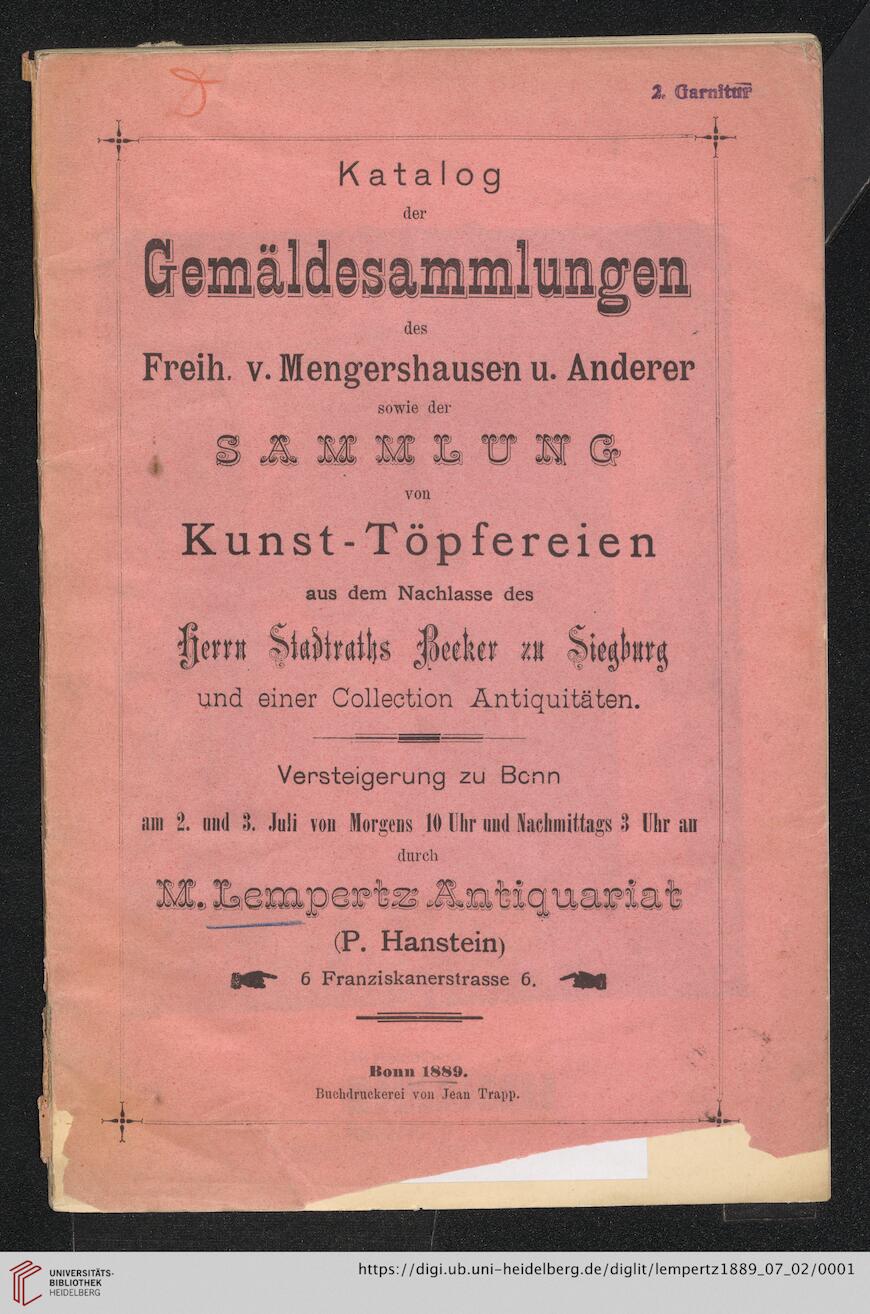 2. Garnitur
Katalog
der
Gemäldesammlungen
des
Freih. v. Mengershausen u. Anderer
sowie der
SAMMLUNG
von
Kunst-Töpfereien
aus dem Nachlasse des
Herrn Stadtraths Becker zu Siegburg
und einer Collection Antiquitäten.
Versteigerung zu Bonn
am 2. und 3. Juli von Morgens 10 Uhr und Nachmittags 3 Uhr an
durch
M. Lempertz Antiquariat
(P. Hanstein)
6 Franziskanerstrasse 6.
Bonn 1889.
Buchdruckerei von Jean Trapp.
UNIVERSITÄTS-
BIBLIOTHEK
HEIDELBERG
https://digi.ub.uni-heidelberg.de/diglit/lempertz1889_07_02/0001